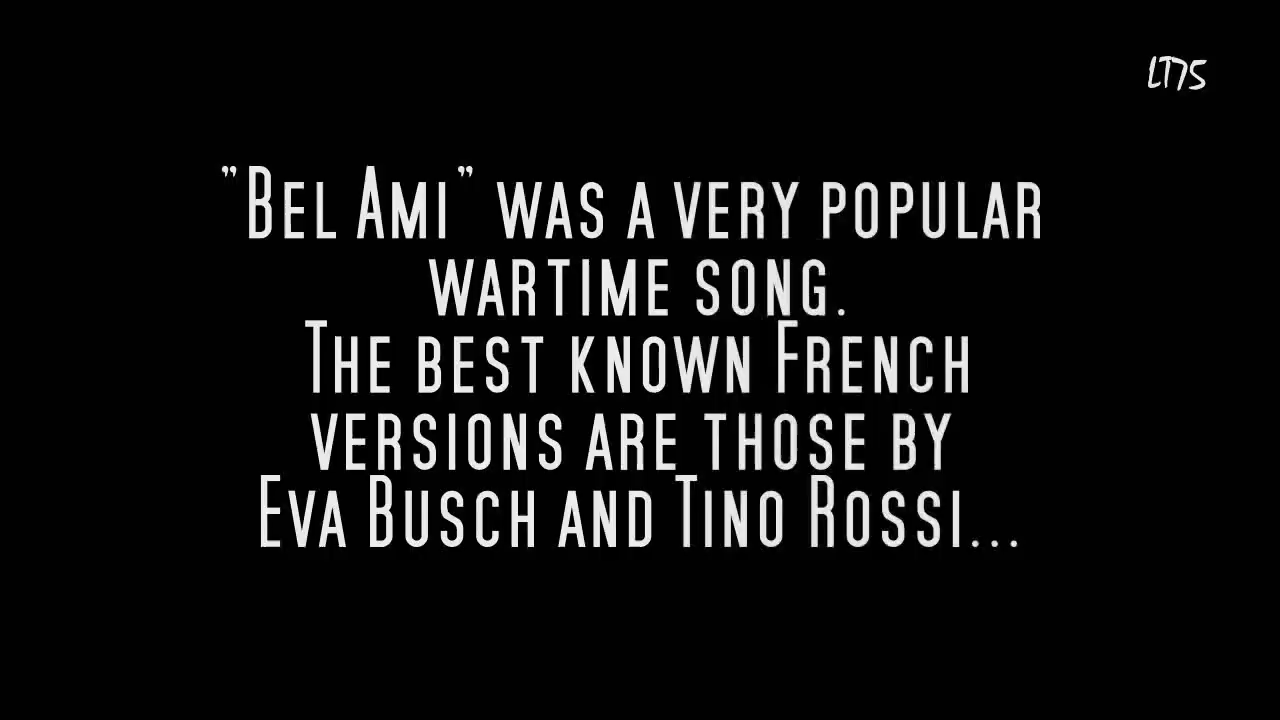 LT75
"Bel Ami" was a very popular
wartime song.
The best known French
versions are those by
Eva Busch and Tino Rossi...